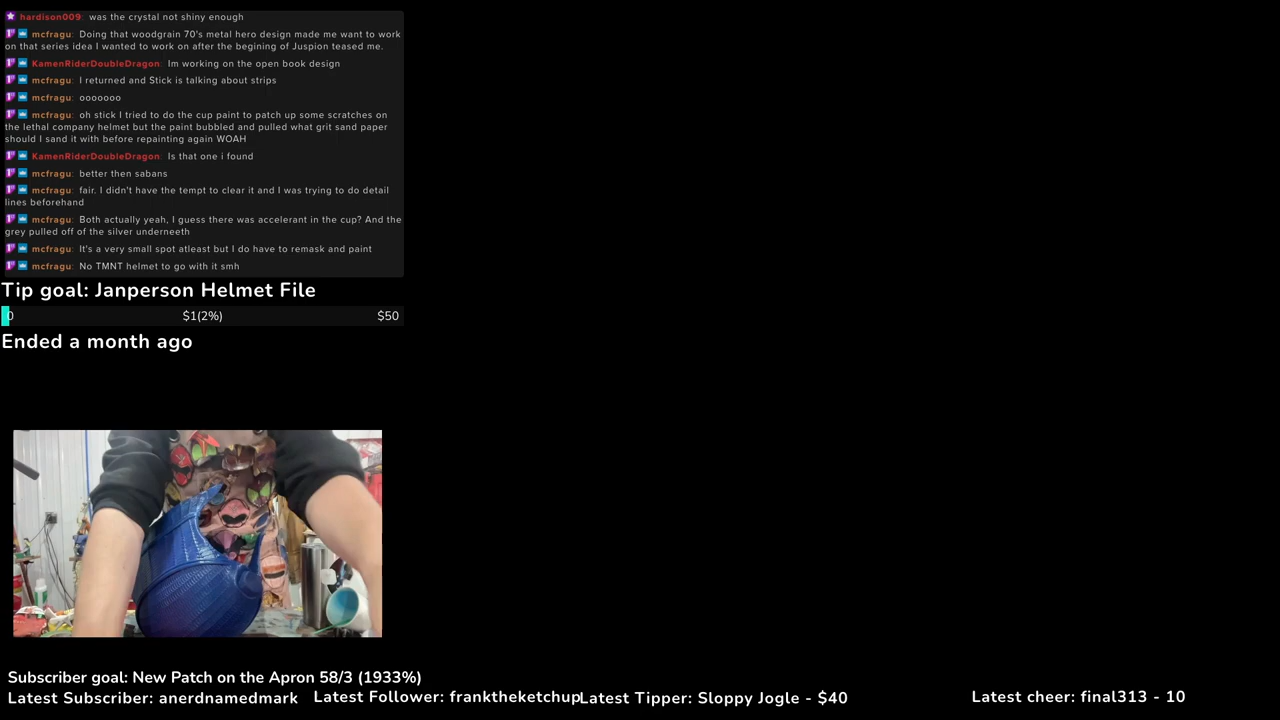 hardison009: was the crystal not shiny enough
mcfragu: Doing that woodgrain 70's metal hero design made me want to work
on that series idea I wanted to work on after the begining of Juspion teased me.
KamenRiderDoubleDragon: Im working on the open book design
mcfragu: I returned and Stick is talking about strips
mcfragu: ooooooo
mcfragu: oh stick I tried to do the cup paint to patch up some scratches on
the lethal company helmet but the paint bubbled and pulled what grit sand paper
should I sand it with before repainting again WOAH
KamenRiderDoubleDragon: Is that one i found
mcfragu: better then sabans
mcfragu: fair. I didn't have the tempt to clear it and I was trying to do detail
lines beforehand
mcfragu: Both actually yeah, I guess there was accelerant in the cup? And the
grey pulled off of the silver underneeth
mcfragu: It's a very small spot atleast but I do have to remask and paint
mcfragu: No TMNT helmet to go with it smh
Tip goal: Janperson Helmet File
0 $1(2%) $50
Ended a month ago
Subscriber goal: New Patch on the Apron 58/3 (1933%)
Latest Subscriber: anerdnamedmark Latest Follower: franktheketchup Latest Tipper: Sloppy Jogle - $40 Latest cheer: final313 - 10